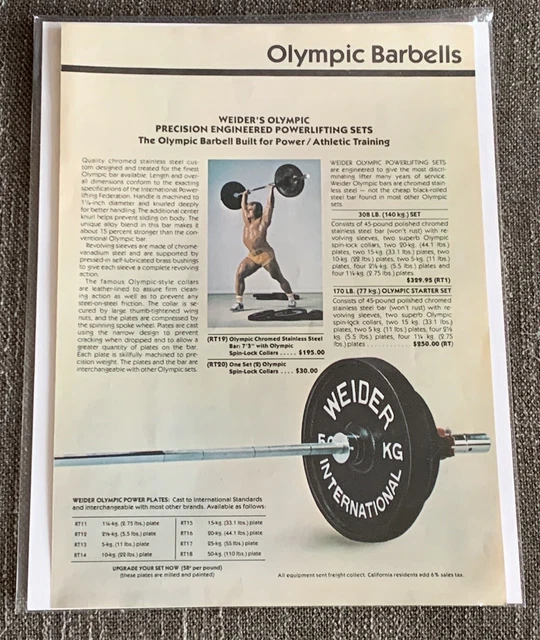 Olympic Barbells
WEIDER'S OLYMPIC
PRECISION ENGINEERED POWERLIFTING SETS
The Olympic Barbell Built for Power/Athletic Training
Quality chromed stainless steel cus-
tom designed and treated for the finest
Olympic bar available. Length and over-
all dimensions conform to the exacting
specifications of the International Power-
lifting Federation. Handle is machined to
1⅛-inch diameter and knurled deeply
for better handling. The additional center
knurl helps prevent sliding on body. The
unique alloy blend in this bar makes it
about 15 percent stronger than the con-
ventional Olympic bar.
Revolving sleeves are made of chrome-
vanadium steel and are supported by
pressed-in self-lubricated brass bushings
to give each sleeve a complete revolving
action.
The famous Olympic-style collars
are leather-lined to assure firm clean-
ing action as well as to prevent any
steel-on-steel friction. The collar is se-
cured by large thumb-tightened wing
nuts, and the plates are compressed by
the spinning spoke wheel. Plates are cast
using the narrow design to prevent
cracking when dropped and to allow a
greater quantity of plates on the bar.
Each plate is skillfully machined to pre-
cision weight. The plates and the bar are
interchangeable with other Olympic sets.
(RT19) Olympic Chromed Stainless Steel
Bar: 7'3" with Olympic
Spin-Lock Collars ..... $195.00
(RT20) One Set (2) Olympic
Spin-Lock Collars .... $30.00
WEIDER OLYMPIC POWERLIFTING SETS
are engineered to give the most discri-
minating lifter many years of service.
Weider Olympic bars are chromed stain-
less steel — not the cheap black-rolled
steel bar found in most other Olympic
sets.
308 LB. (140 kg.) SET
Consists of 45-pound polished chromed
stainless steel bar (won't rust) with re-
volving sleeves, two superb Olympic
spin-lock collars, two 20-kg. (44.1 lbs.)
plates, two 15-kg. (33.1 lbs.) plates, two
10-kg. (22 lbs.) plates, two 5-kg. (11 lbs.)
plates, four 2½-kg. (5.5 lbs.) plates and
four 1¼-kg. (2.75 lbs.) plates.
$329.95 (RT1)
170 LB. (77 kg.) OLYMPIC STARTER SET
Consists of 45-pound polished chromed
stainless steel bar (won't rust) with re-
volving sleeves, two superb Olympic
spin-lock collars, two 15 kg. (33.1 lbs.)
plates, two 5 kg. (11 lbs.) plates, four 2½
kg. (5.5 lbs.) plates, four 1¼ kg. (2.75
lbs.) plates .......... $250.00 (RT)
WEIDER
KG
INTERNATIONAL
WEIDER OLYMPIC POWER PLATES: Cast to International Standards
and interchangeable with most other brands. Available as follows:
RT11 1¼-kg. (2.75 lbs.) plate
RT12 2½-kg. (5.5 lbs.) plate
RT13 5-kg. (11 lbs.) plate
RT14 10-kg. (22 lbs.) plate
RT15 15-kg. (33.1 lbs.) plate
RT16 20-kg. (44.1 lbs.) plate
RT17 25-kg. (55 lbs.) plate
RT18 50-kg. (110 lbs.) plate
UPGRADE YOUR SET NOW (58¢ per pound)
(these plates are milled and painted)
All equipment sent freight collect. California residents add 6% sales tax.